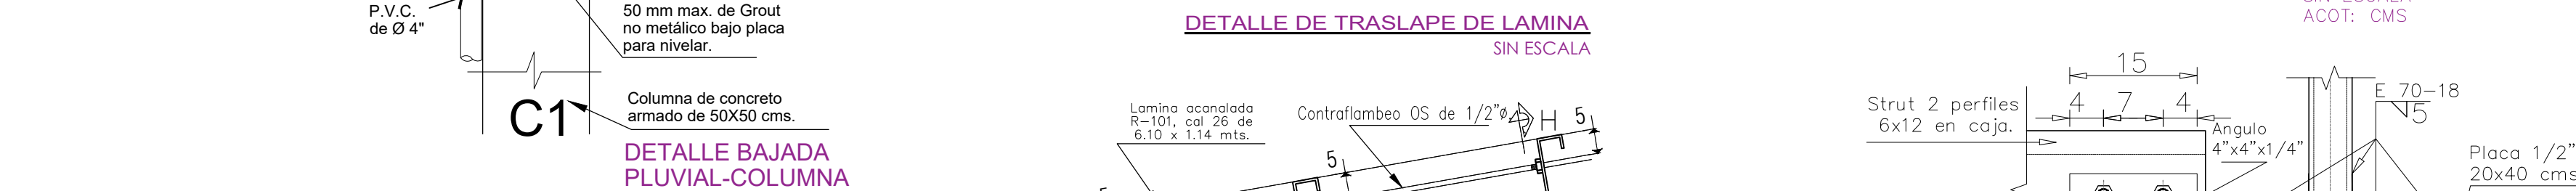 P.V.C.
de Ø 4"
50 mm max. de Grout
no metálico bajo placa
para nivelar.
C1
Columna de concreto
armado de 50X50 cms.
DETALLE BAJADA
PLUVIAL-COLUMNA
DETALLE DE TRASLAPE DE LAMINA
SIN ESCALA
Lamina acanalada
R-101, cal 26 de
6.10 x 1.14 mts.
Contraflambeo OS de 1/2"ø
H
5
5
ACOT: CMS
15
4 7 4
Strut 2 perfiles
6x12 en caja.
Angulo
4"x4"x1/4"
E 70-18
5
Placa 1/2"
20x40 cms